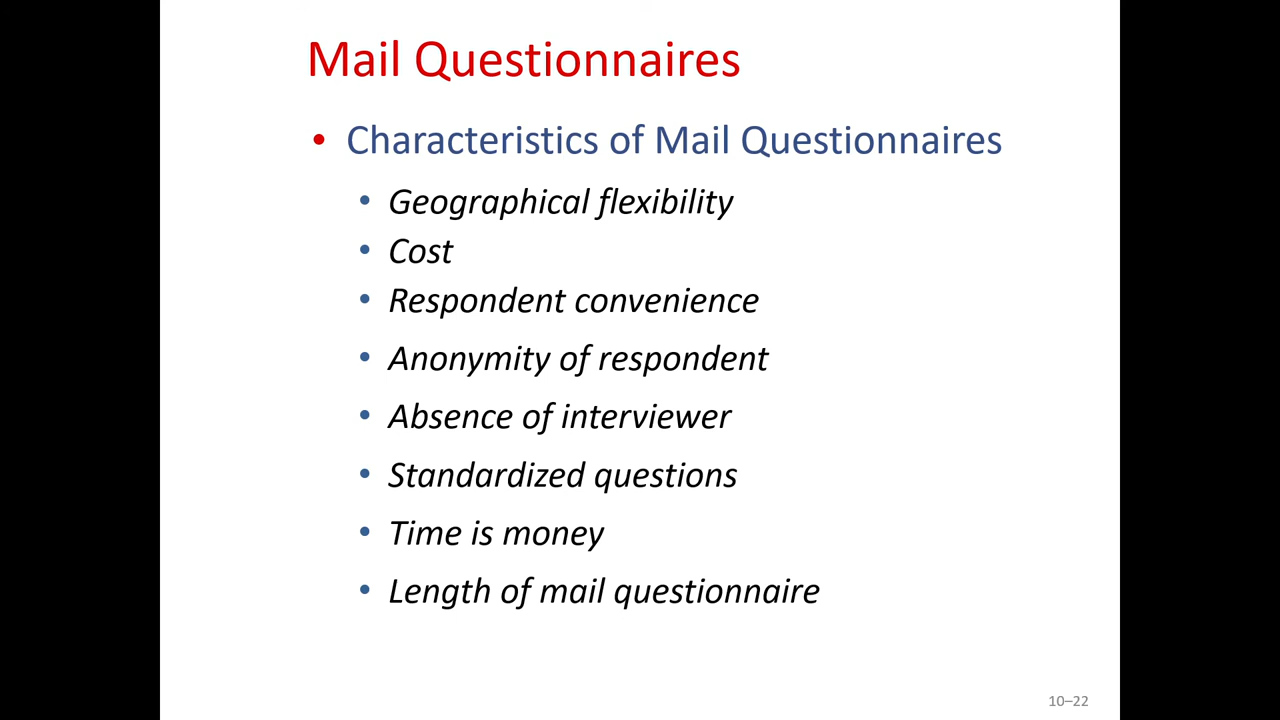 Mail Questionnaires
• Characteristics of Mail Questionnaires
• Geographical flexibility
• Cost
• Respondent convenience
• Anonymity of respondent
• Absence of interviewer
• Standardized questions
• Time is money
• Length of mail questionnaire
10–22